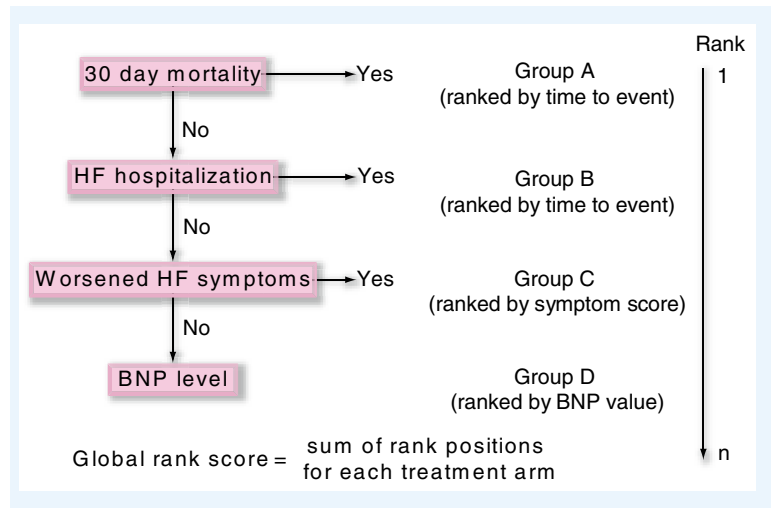 Rank
30 day mortality
Yes
Group A
(ranked by time to event)
1
No
HF hospitalization
Yes
Group B
(ranked by time to event)
No
Worsened HF symptoms
Yes
Group C
(ranked by symptom score)
No
BNP level
Group D
(ranked by BNP value)
Global rank score = sum of rank positions
for each treatment arm
n